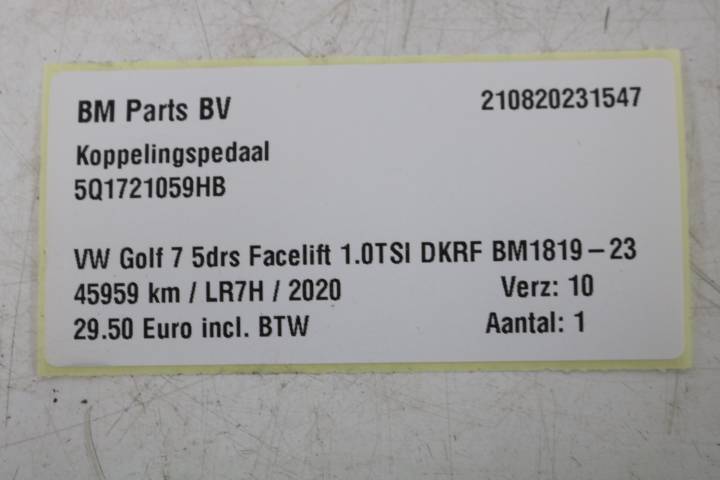 BM Parts BV 210820231547
Koppelingspedaal
5Q1721059HB
VW Golf 7 5drs Facelift 1.0TSI DKRF BM1819-23
45959 km / LR7H / 2020 Verz: 10
29.50 Euro incl. BTW Aantal: 1